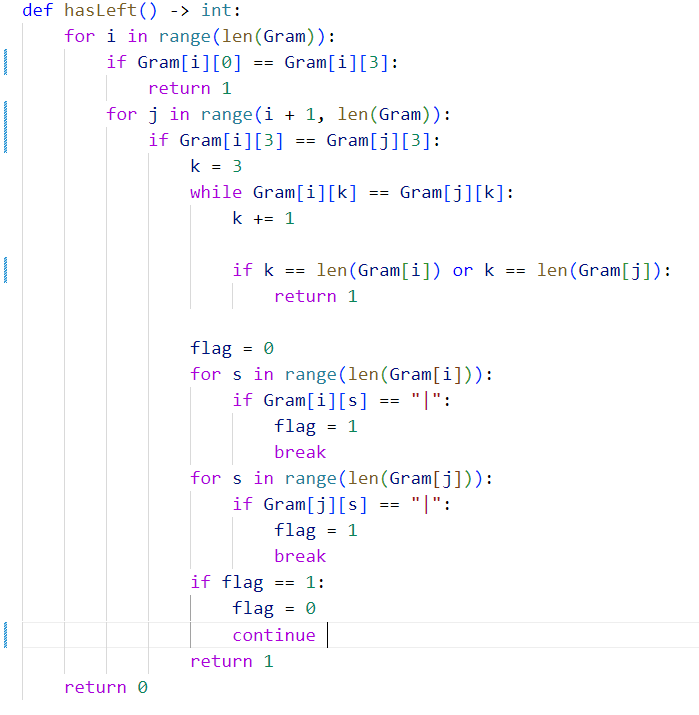 def hasLeft() -> int:
    for i in range(len(Gram)):
        if Gram[i][0] == Gram[i][3]:
            return 1
        for j in range(i + 1, len(Gram)):
            if Gram[i][3] == Gram[j][3]:
                k = 3
                while Gram[i][k] == Gram[j][k]:
                    k += 1
                    if k == len(Gram[i]) or k == len(Gram[j]):
                        return 1
                flag = 0
                for s in range(len(Gram[i])):
                    if Gram[i][s] == "|":
                        flag = 1
                        break
                for s in range(len(Gram[j])):
                    if Gram[j][s] == "|":
                        flag = 1
                        break
                if flag == 1:
                    flag = 0
                    continue
                return 1
    return 0